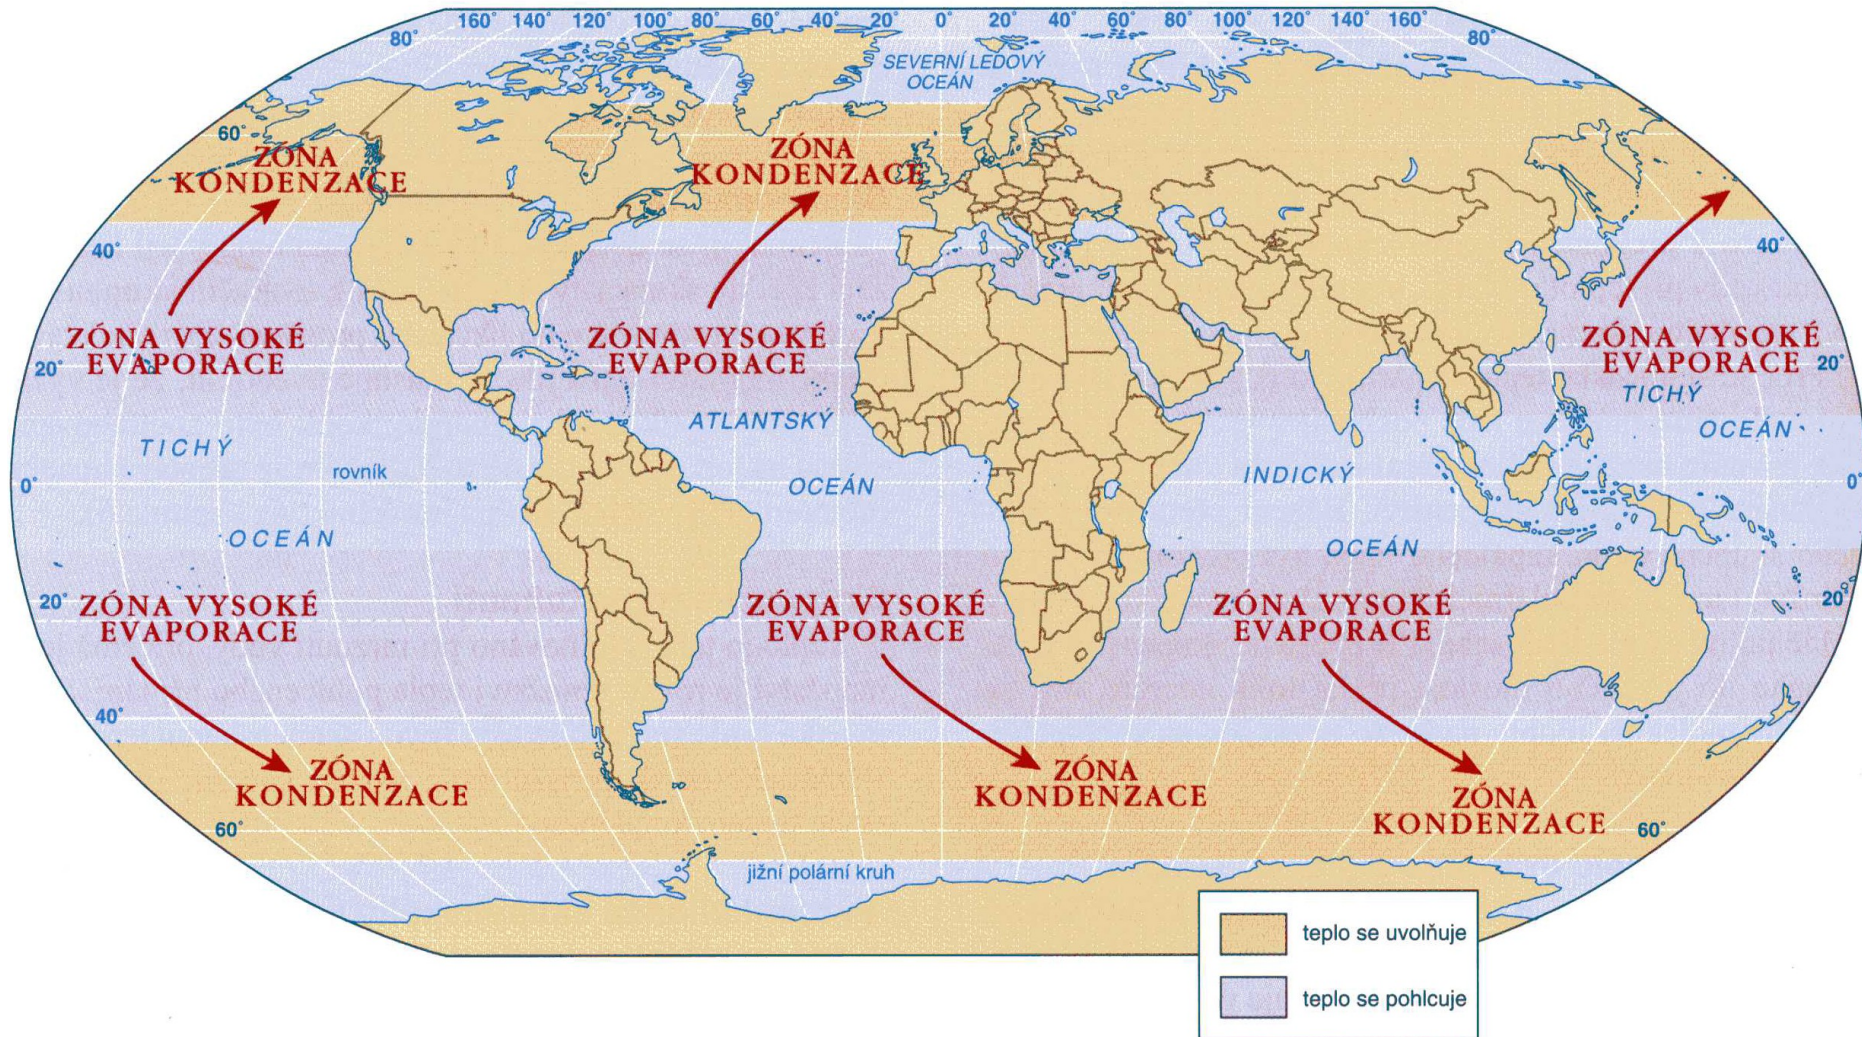 160° 140° 120° 100° 80° 60° 40° 20° 0° 20° 40° 60° 80° 100° 120° 140° 160°
80°
80°
SEVERNÍ LEDOVÝ
OCEÁN
60°
ZÓNA
KONDENZACE
ZÓNA
KONDENZACE
40°
40°
ZÓNA VYSOKÉ
EVAPORACE
ZÓNA VYSOKÉ
EVAPORACE
ZÓNA VYSOKÉ
EVAPORACE
20°
20°
TICHÝ
OCEÁN
ATLANTSKÝ
OCEÁN
TICHÝ
OCEÁN
rovník
INDICKÝ
OCEÁN
0°
0°
20°
20°
ZÓNA VYSOKÉ
EVAPORACE
ZÓNA VYSOKÉ
EVAPORACE
ZÓNA VYSOKÉ
EVAPORACE
40°
ZÓNA
KONDENZACE
ZÓNA
KONDENZACE
ZÓNA
KONDENZACE
60°
60°
jižní polární kruh
teplo se uvolňuje
teplo se pohlcuje